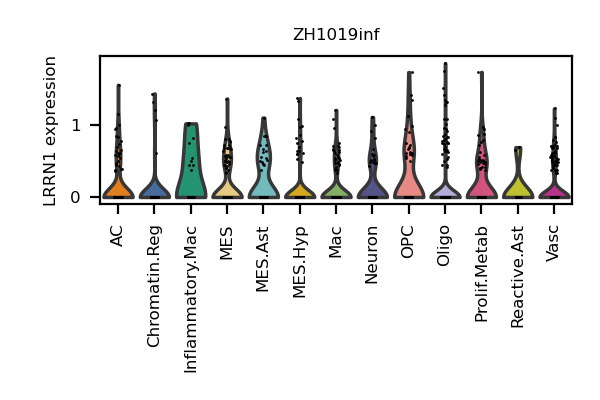 ZH1019inf
LRRN1 expression
1
0
AC
Chromatin.Reg
Inflammatory.Mac
MES
MES.Ast
MES.Hyp
Mac
Neuron
OPC
Oligo
Prolif.Metab
Reactive.Ast
Vasc